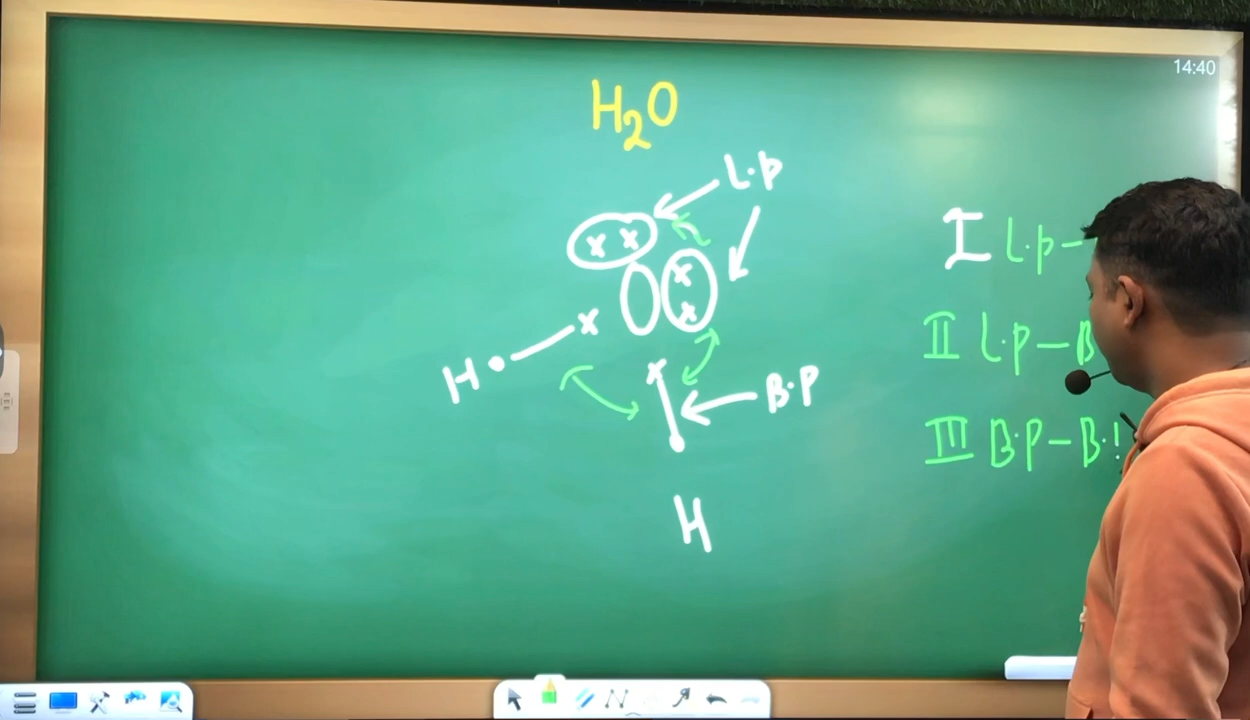 14:40
H₂O
L.p
x x
x
x
x
H
x
B.P
H
I L.p-
II L.P-B
III B.P-B.